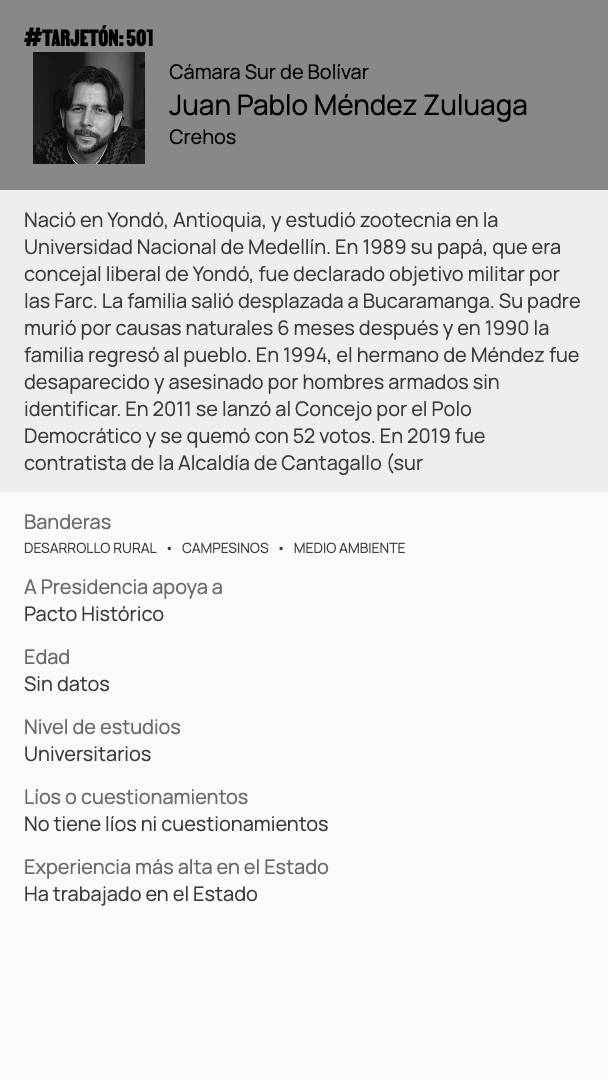 #TARJETÓN: 501
Cámara Sur de Bolívar
Juan Pablo Méndez Zuluaga
Crehos
Nació en Yondó, Antioquia, y estudió zootecnia en la
Universidad Nacional de Medellín. En 1989 su papá, que era
concejal liberal de Yondó, fue declarado objetivo militar por
las Farc. La familia salió desplazada a Bucaramanga. Su padre
murió por causas naturales 6 meses después y en 1990 la
familia regresó al pueblo. En 1994, el hermano de Méndez fue
desaparecido y asesinado por hombres armados sin
identificar. En 2011 se lanzó al Concejo por el Polo
Democrático y se quemó con 52 votos. En 2019 fue
contratista de la Alcaldía de Cantagallo (sur
Banderas
DESARROLLO RURAL • CAMPESINOS • MEDIO AMBIENTE
A Presidencia apoya a
Pacto Histórico
Edad
Sin datos
Nivel de estudios
Universitarios
Líos o cuestionamientos
No tiene líos ni cuestionamientos
Experiencia más alta en el Estado
Ha trabajado en el Estado